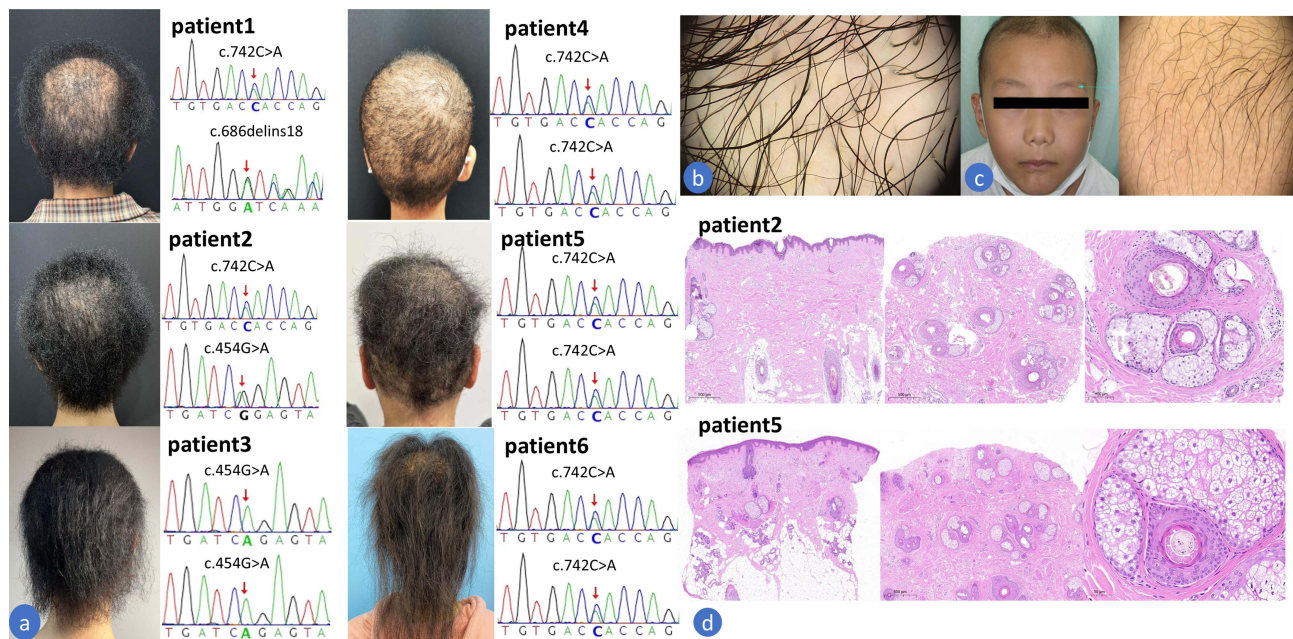 patient1
c.742C>A
TGTGACCACCAG
c.686delins18
ATTGGATCAAA
patient4
c.742C>A
TGTGACCACCAG
c.742C>A
TGTGACCACCAG
patient2
c.742C>A
TGTGACCACCAG
c.454G>A
TGATCGGAGTA
patient5
c.742C>A
TGTGACCACCAG
c.742C>A
TGTGACCACCAG
patient3
c.454G>A
TGATCAGAGTA
c.454G>A
TGATCAGAGTA
patient6
c.742C>A
TGTGACCACCAG
c.742C>A
TGTGACCACCAG
a
b
c
patient2
patient5
d